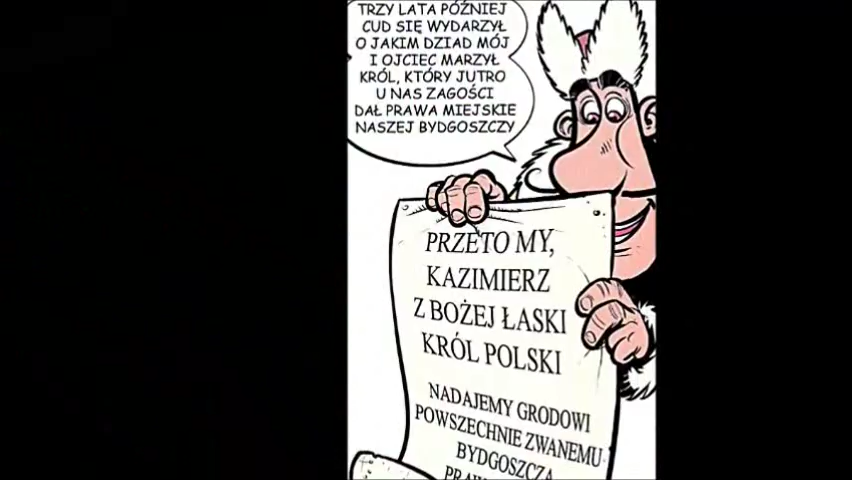 TRZY LATA PÓŹNIEJ
CUD SIĘ WYDARZYŁ
O JAKIM DZIAD MÓJ
I OJCIEC MARZYŁ
KRÓL, KTÓRY JUTRO
U NAS ZAGOŚCI
DAŁ PRAWA MIEJSKIE
NASZEJ BYDGOSZCZY
PRZETO MY,
KAZIMIERZ
Z BOŻEJ ŁASKI
KRÓL POLSKI
NADAJEMY GRODOWI
POWSZECHNIE ZWANEMU
BYDGOSZCZĄ